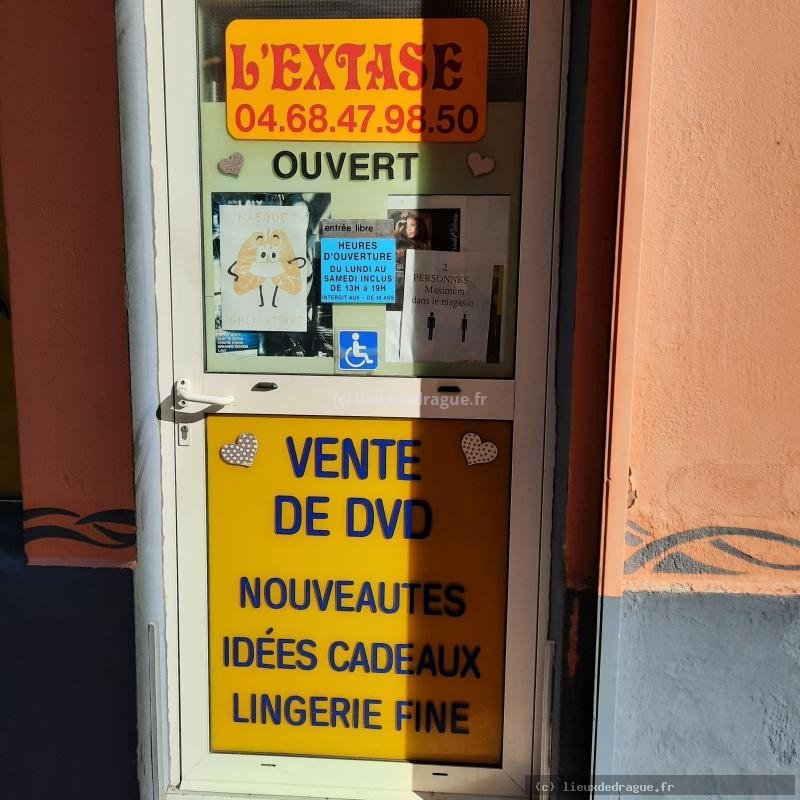 L'EXTASE
04.68.47.98.50
OUVERT
MASQUE
OBLIGATOIRE
entrée libre
HEURES
D'OUVERTURE
DU LUNDI AU
SAMEDI INCLUS
DE 13H à 19H
INTERDIT AUX - DE 18 ANS
2
PERSONNES
Maximum
dans le magasin
(c) lieuxdedrague.fr
VENTE
DE DVD
NOUVEAUTES
IDÉES CADEAUX
LINGERIE FINE
(c) lieuxdedrague.fr